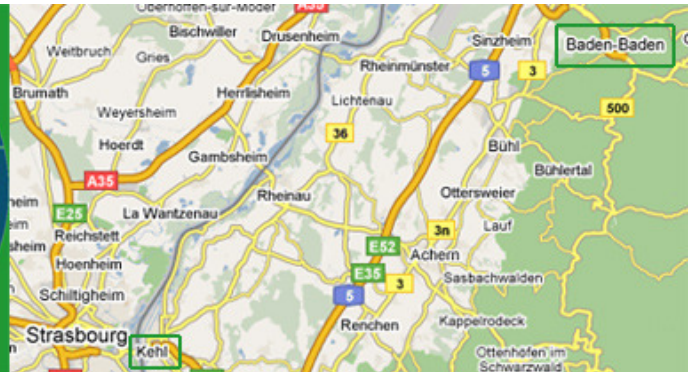 Oberhoffen-sur-Moder
A35
Bischwiller
Drusenheim
Sinzheim
Baden-Baden
Weitbruch
Gries
Rheinmünster
5
3
Brumath
Herrlisheim
Lichtenau
500
Weyersheim
36
Hoerdt
Gambsheim
Bühl
Bühlertal
A35
Rheinau
Ottersweier
E25
La Wantzenau
3n
Lauf
Reichstett
E52
Achern
Hoenheim
E35
3
Sasbachwalden
Schiltigheim
5
Renchen
Kappelrodeck
Strasbourg
Kehl
Ottenhöfen im
Schwarzwald